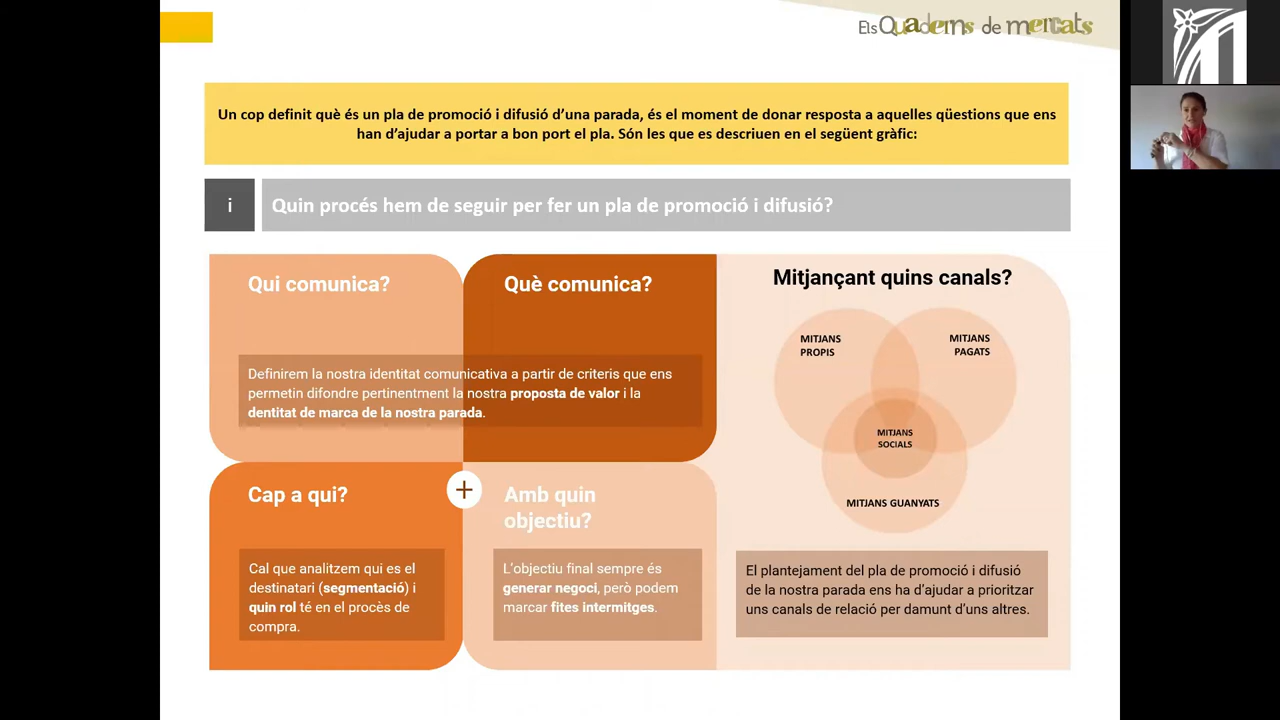 Els Quaderns de mercats
Un cop definit què és un pla de promoció i difusió d’una parada, és el moment de donar resposta a aquelles qüestions que ens
han d’ajudar a portar a bon port el pla. Són les que es descriuen en el següent gràfic:
i
Quin procés hem de seguir per fer un pla de promoció i difusió?
Qui comunica?
Què comunica?
Definirem la nostra identitat comunicativa a partir de criteris que ens
permetin difondre pertinentment la nostra proposta de valor i la
dentitat de marca de la nostra parada.
Cap a qui?
Cal que analitzem qui es el
destinatari (segmentació) i
quin rol té en el procès de
compra.
+
Amb quin
objectiu?
L’objectiu final sempre és
generar negoci, però podem
marcar fites intermitges.
Mitjançant quins canals?
MITJANS
PROPIS
MITJANS
PAGATS
MITJANS
SOCIALS
MITJANS GUANYATS
El plantejament del pla de promoció i difusió
de la nostra parada ens ha d’ajudar a prioritzar
uns canals de relació per damunt d’uns altres.